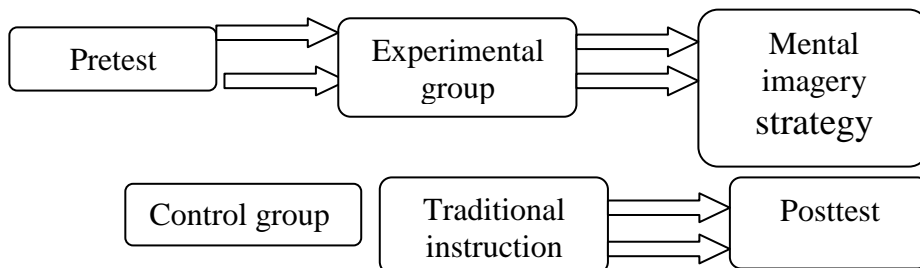 Pretest
Experimental
group
Mental
imagery
strategy
Control group
Traditional
instruction
Posttest